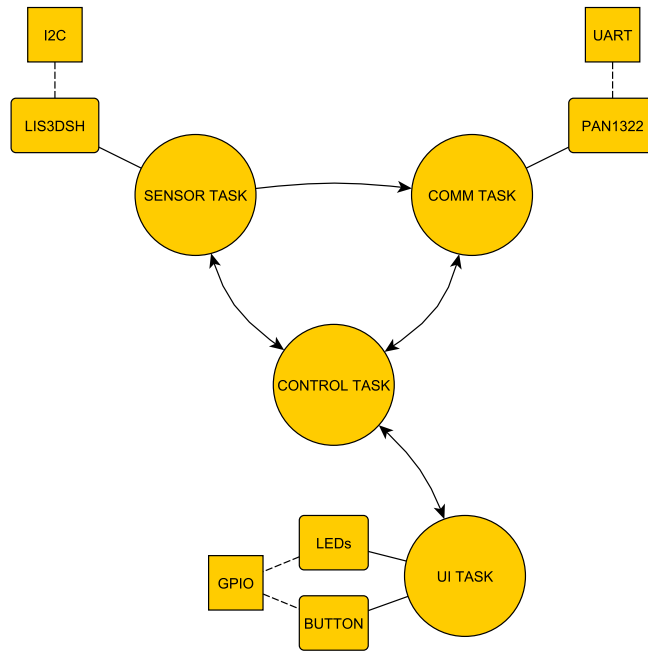 I2C
UART
LIS3DSH
PAN1322
SENSOR TASK
COMM TASK
CONTROL TASK
LEDs
GPIO
UI TASK
BUTTON